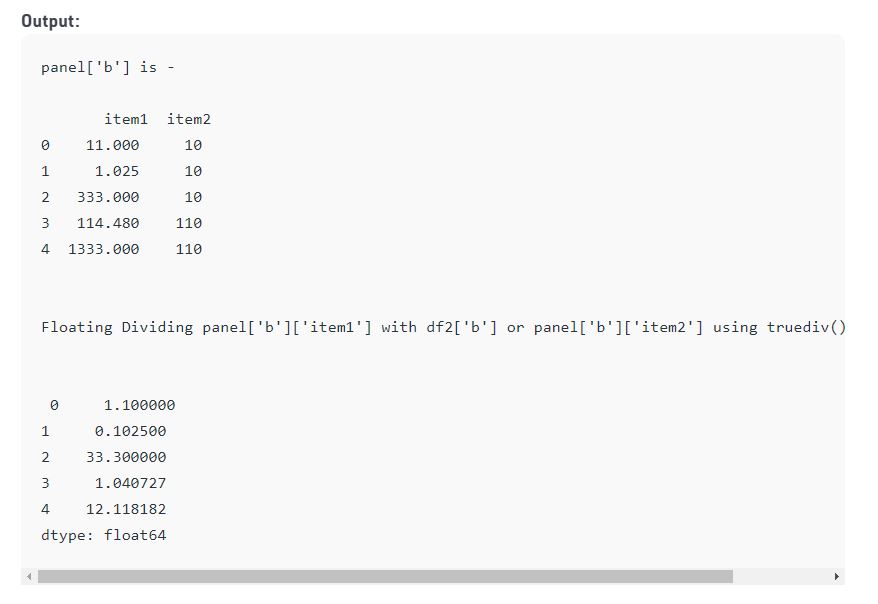 Output:
panel['b'] is -
item1 item2
0 11.000 10
1 1.025 10
2 333.000 10
3 114.480 110
4 1333.000 110
Floating Dividing panel['b']['item1'] with df2['b'] or panel['b']['item2'] using truediv()
0 1.100000
1 0.102500
2 33.300000
3 1.040727
4 12.118182
dtype: float64